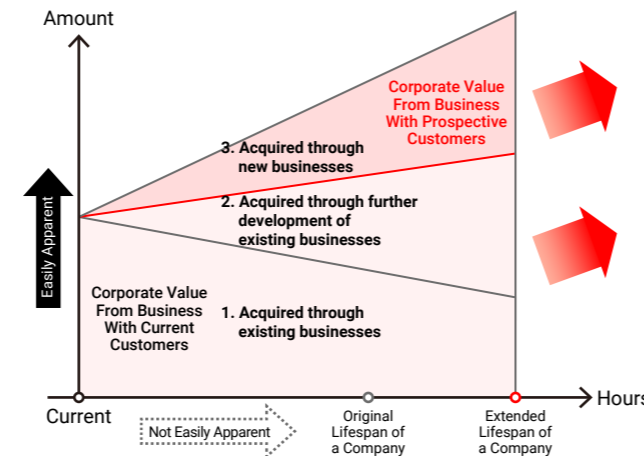 Amount
Corporate Value
From Business
With Prospective
Customers
3. Acquired through
new businesses
2. Acquired through further
development of
existing businesses
Easily Apparent
Corporate Value
From Business
With Current
Customers
1. Acquired through
existing businesses
Hours
Current
Not Easily Apparent
Original
Lifespan of
a Company
Extended
Lifespan of
a Company